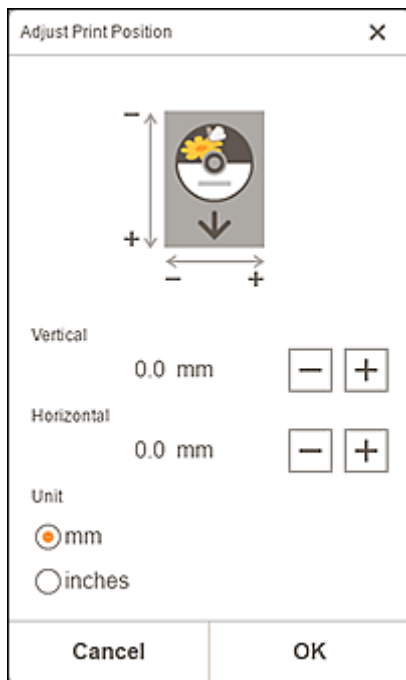 Adjust Print Position
−
+
− +
Vertical
0.0 mm − +
Horizontal
0.0 mm − +
Unit
mm
inches
Cancel OK